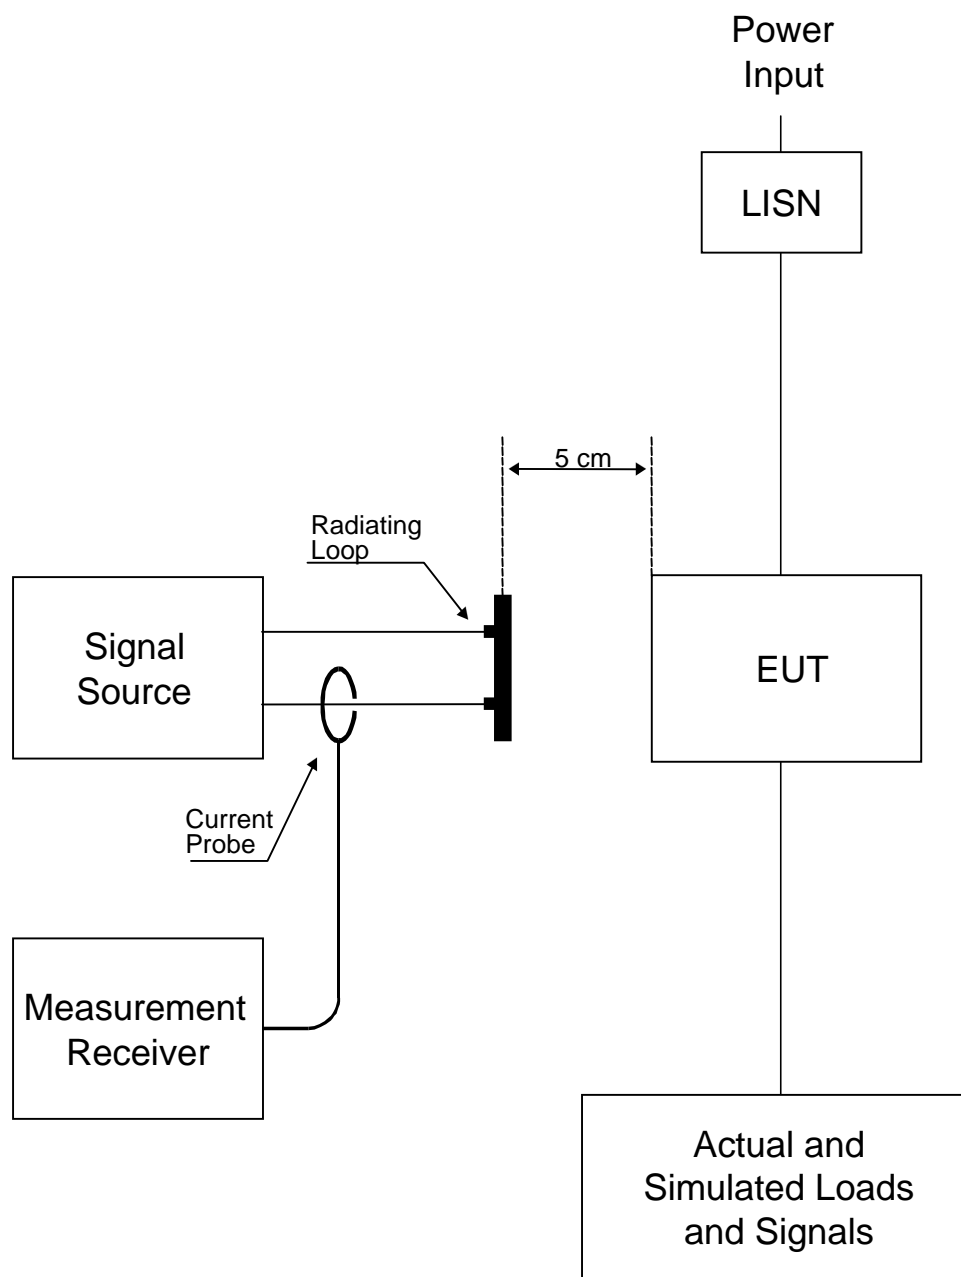 Power
Input
LISN
5 cm
Radiating
Loop
Signal
Source
EUT
Current
Probe
Measurement
Receiver
Actual and
Simulated Loads
and Signals